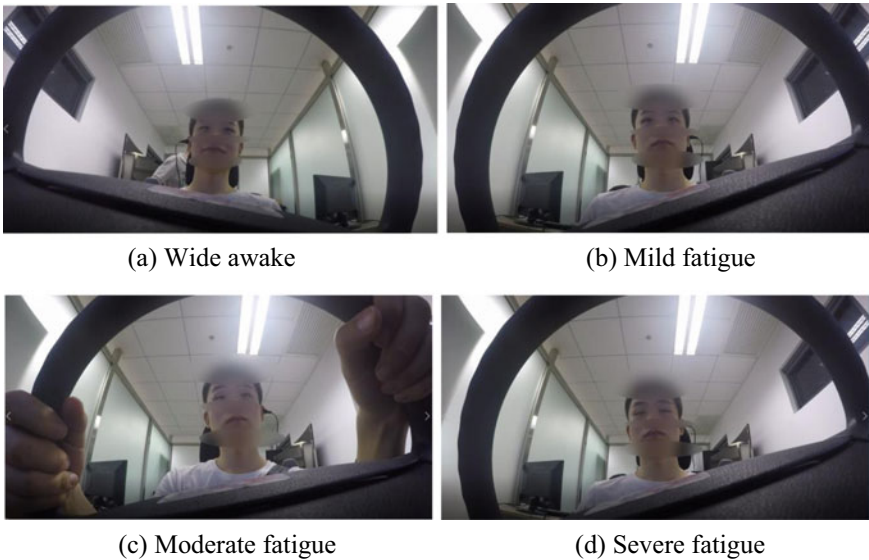 (a) Wide awake
(b) Mild fatigue
(c) Moderate fatigue
(d) Severe fatigue